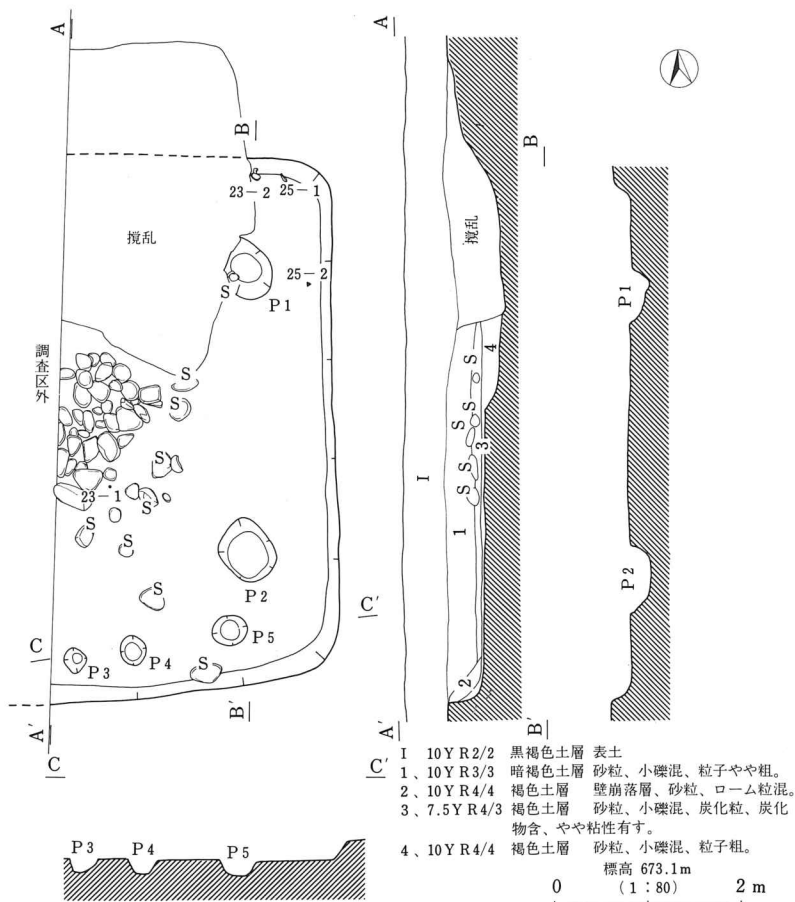 A
A
B
B
23－2 25－1
攪乱
25－2
S
P1
攪乱
P1
調査区外
S
S
4
S
S
S
3
S
S
S
23－1
S
S
S
I
1
S
P2
P2
C'
P5
C
P3
P4
S
2
A'
B'
A'
B'
C
C'
I 10YR2/2 黒褐色土層 表土
1、10YR3/3 暗褐色土層 砂粒、小礫混、粒子やや粗。
2、10YR4/4 褐色土層 壁崩落層、砂粒、ローム粒混。
3、7.5YR4/3 褐色土層 砂粒、小礫混、炭化粒、炭化
物含、やや粘性有す。
4、10YR4/4 褐色土層 砂粒、小礫混、粒子粗。
標高 673.1m
0 （1：80） 2m
P3 P4 P5